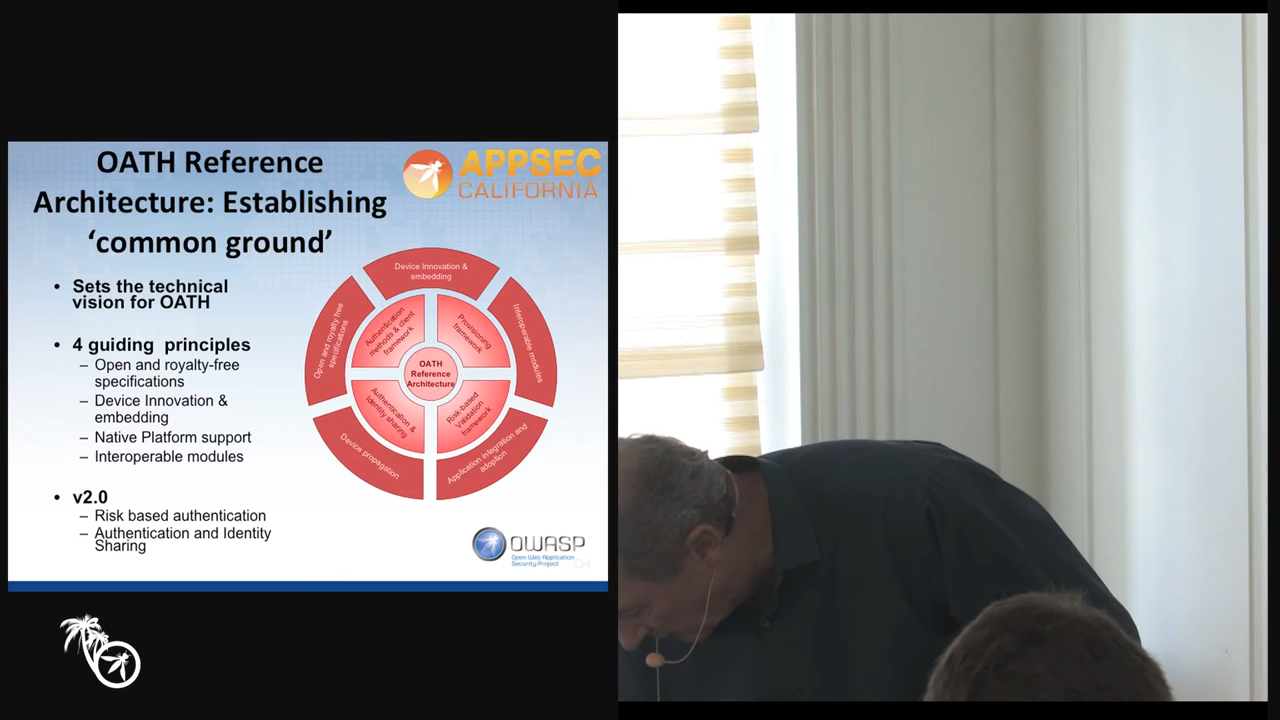 OATH Reference
Architecture: Establishing
‘common ground’
APPSEC
CALIFORNIA
• Sets the technical
vision for OATH
• 4 guiding principles
– Open and royalty-free
specifications
– Device Innovation &
embedding
– Native Platform support
– Interoperable modules
• v2.0
– Risk based authentication
– Authentication and Identity
Sharing
Device Innovation &
embedding
Open and royalty free
specifications
Interoperable modules
Authentication
methods & client
framework
Provisioning
framework
OATH
Reference
Architecture
Authentication &
Identity sharing
Risk-based
Validation
framework
Device propagation
Application integration and
adoption
OWASP
Open Web Application
Security Project